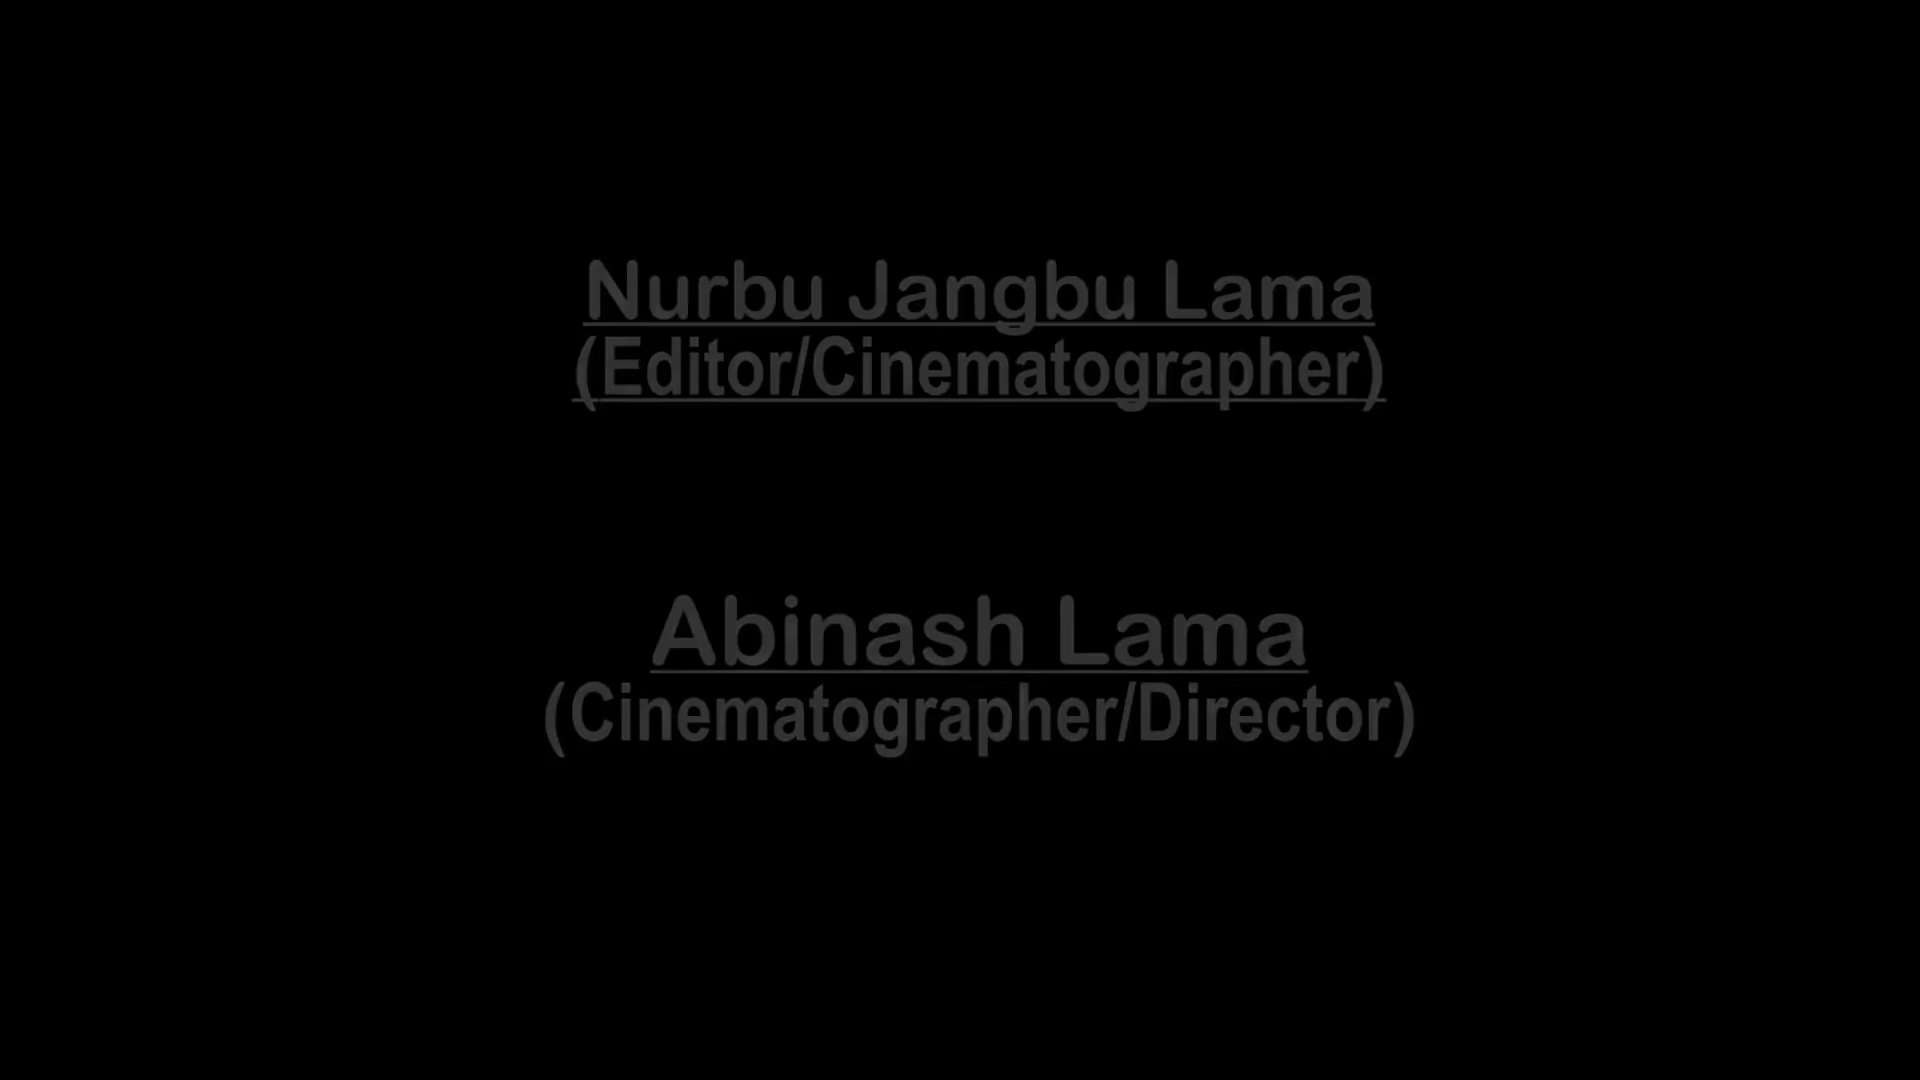 Nurbu Jangbu Lama
(Editor/Cinematographer)
Abinash Lama
(Cinematographer/Director)